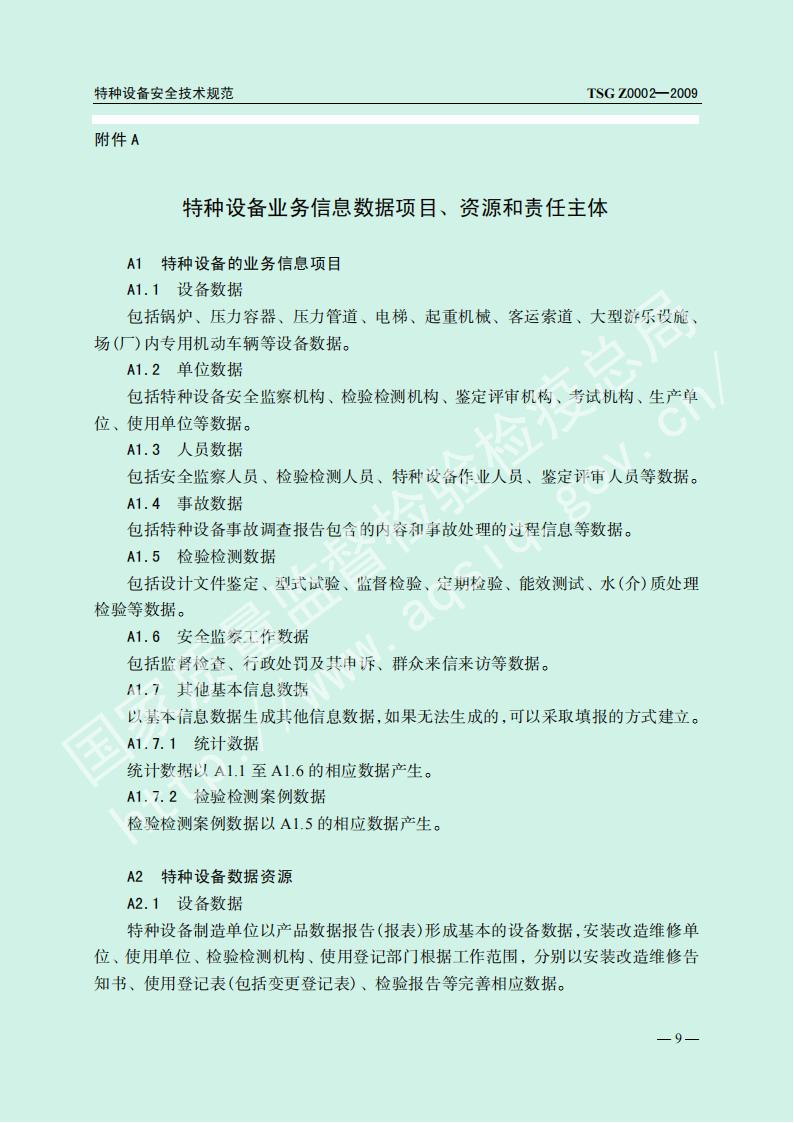 特种设备安全技术规范 TSG Z0002—2009
附件 A
特种设备业务信息数据项目、资源和责任主体
A1 特种设备的业务信息项目
A1.1 设备数据
包括锅炉、压力容器、压力管道、电梯、起重机械、客运索道、大型游乐设施、
场(厂)内专用机动车辆等设备数据。
A1.2 单位数据
包括特种设备安全监察机构、检验检测机构、鉴定评审机构、考试机构、生产单
位、使用单位等数据。
A1.3 人员数据
包括安全监察人员、检验检测人员、特种设备作业人员、鉴定评审人员等数据。
A1.4 事故数据
包括特种设备事故调查报告包含的内容和事故处理的过程信息等数据。
A1.5 检验检测数据
包括设计文件鉴定、型式试验、监督检验、定期检验、能效测试、水(介)质处理
检验等数据。
A1.6 安全监察工作数据
包括监督检查、行政处罚及其申诉、群众来信来访等数据。
A1.7 其他基本信息数据
以基本信息数据生成其他信息数据,如果无法生成的,可以采取填报的方式建立。
A1.7.1 统计数据
统计数据以 A1.1 至 A1.6 的相应数据产生。
A1.7.2 检验检测案例数据
检验检测案例数据以 A1.5 的相应数据产生。
A2 特种设备数据资源
A2.1 设备数据
特种设备制造单位以产品数据报告(报表)形成基本的设备数据,安装改造维修单
位、使用单位、检验检测机构、使用登记部门根据工作范围, 分别以安装改造维修告
知书、使用登记表(包括变更登记表)、检验报告等完善相应数据。
— 9 —
国家质量监督检验检疫总局
http://www.aqsiq.gov.cn/